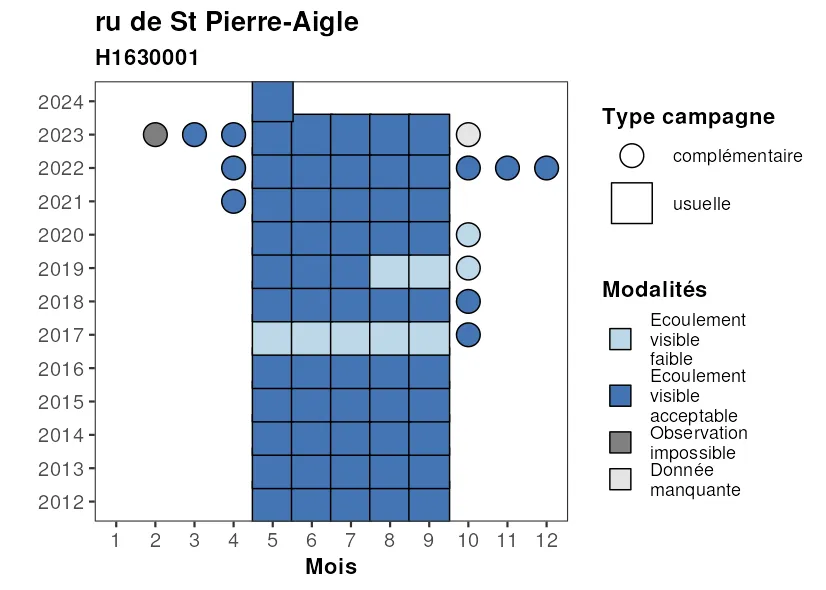 ru de St Pierre-Aigle
H1630001
2024
2023
2022
2021
2020
2019
2018
2017
2016
2015
2014
2013
2012
1 2 3 4 5 6 7 8 9 10 11 12
Mois
Type campagne
complémentaire
usuelle
Modalités
Ecoulement
visible
faible
Ecoulement
visible
acceptable
Observation
impossible
Donnée
manquante